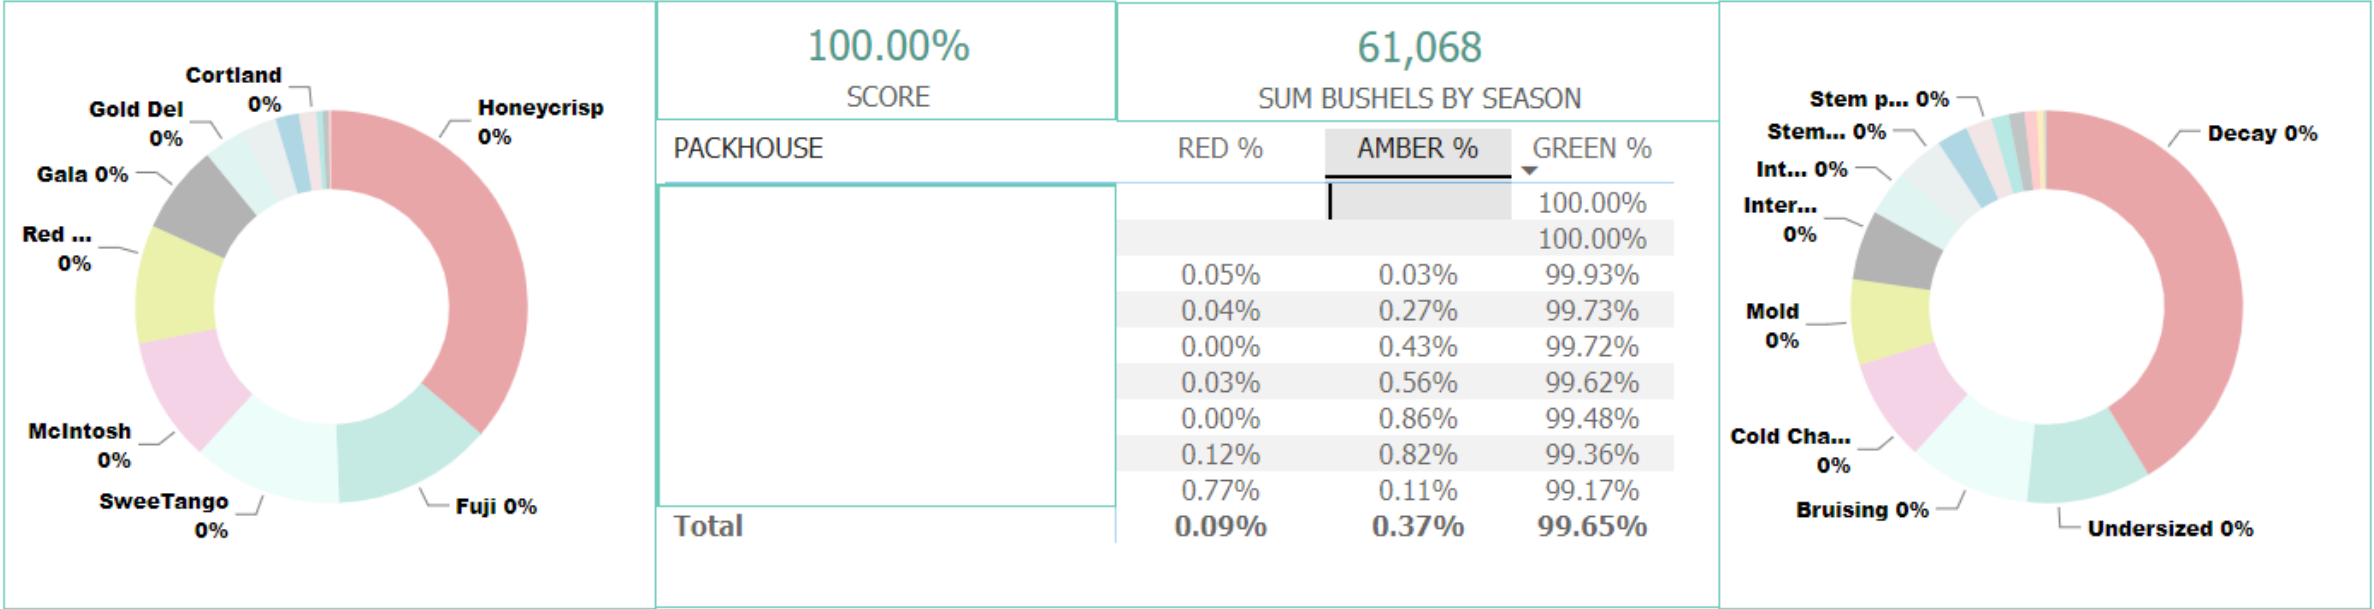 Cortland
0%
Gold Del
0%
Gala 0%
Red ...
0%
McIntosh
0%
SweeTango
0%
Fuji 0%
Honeycrisp
0%
100.00%
SCORE
61,068
SUM BUSHELS BY SEASON
PACKHOUSE RED % AMBER % GREEN %
100.00%
100.00%
0.05% 0.03% 99.93%
0.04% 0.27% 99.73%
0.00% 0.43% 99.72%
0.03% 0.56% 99.62%
0.00% 0.86% 99.48%
0.12% 0.82% 99.36%
0.77% 0.11% 99.17%
Total 0.09% 0.37% 99.65%
Stem p... 0%
Stem... 0%
Int... 0%
Inter...
0%
Mold
0%
Cold Cha...
0%
Bruising 0%
Undersized 0%
Decay 0%